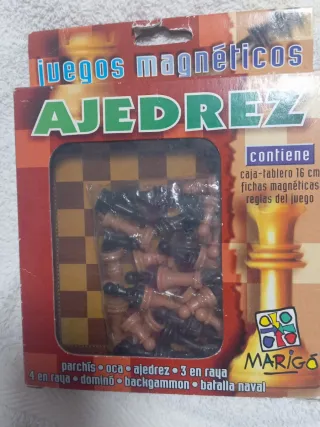 juegos magnéticos
AJEDREZ
contiene
caja-tablero 16 cm
fichas magnéticas
reglas del juego
MARIGÓ
parchís • oca • ajedrez • 3 en raya
4 en raya • dominó • backgammon • batalla naval